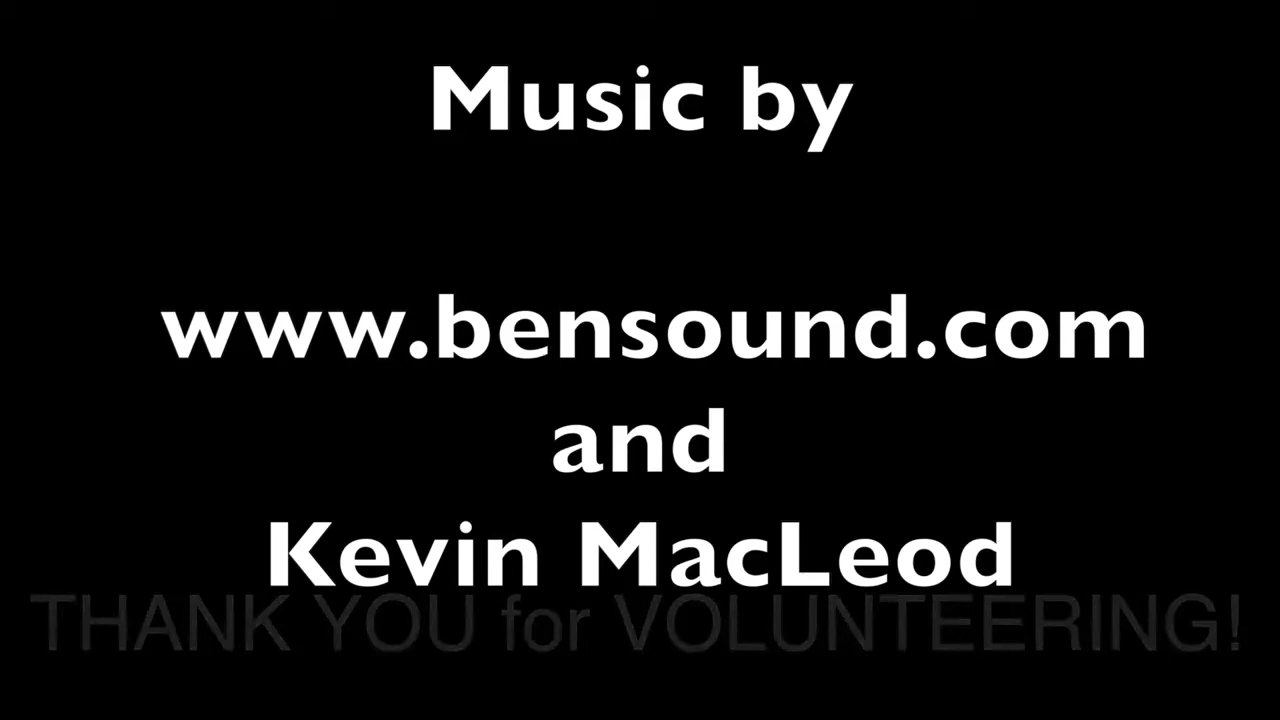 Music by
www.bensound.com
and
Kevin MacLeod
THANK YOU for VOLUNTEERING!